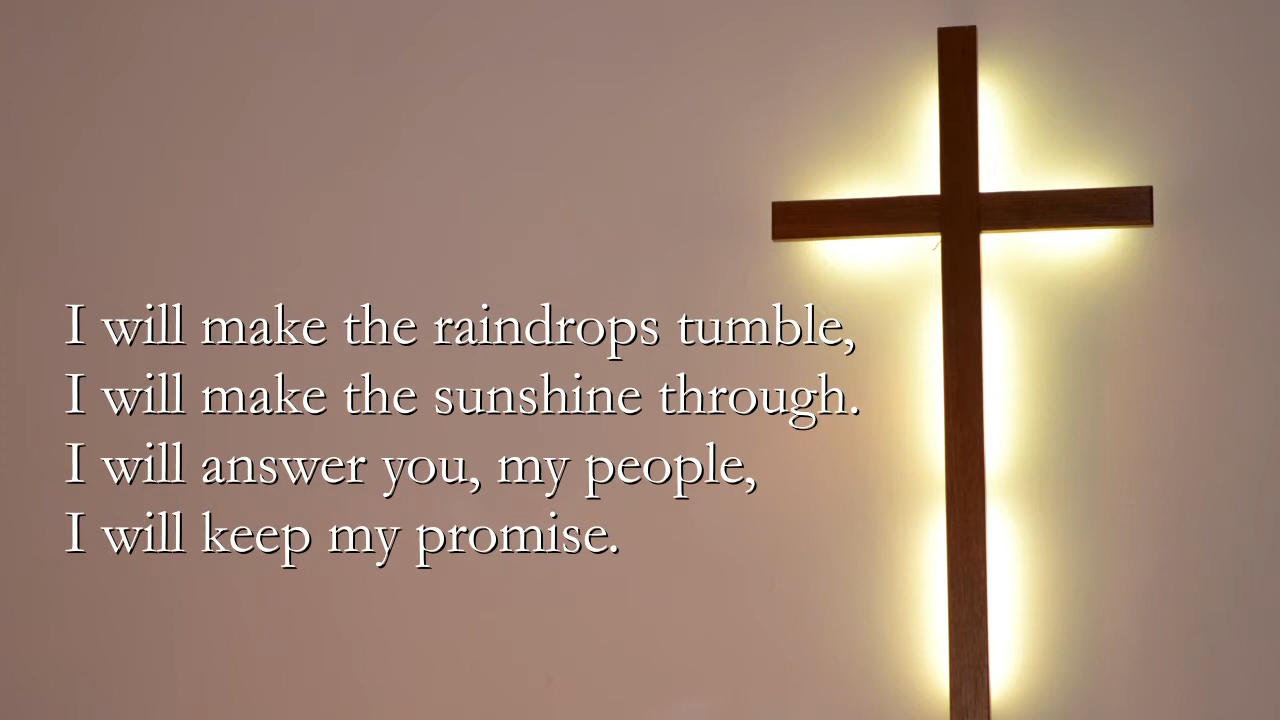 I will make the raindrops tumble,
I will make the sunshine through.
I will answer you, my people,
I will keep my promise.